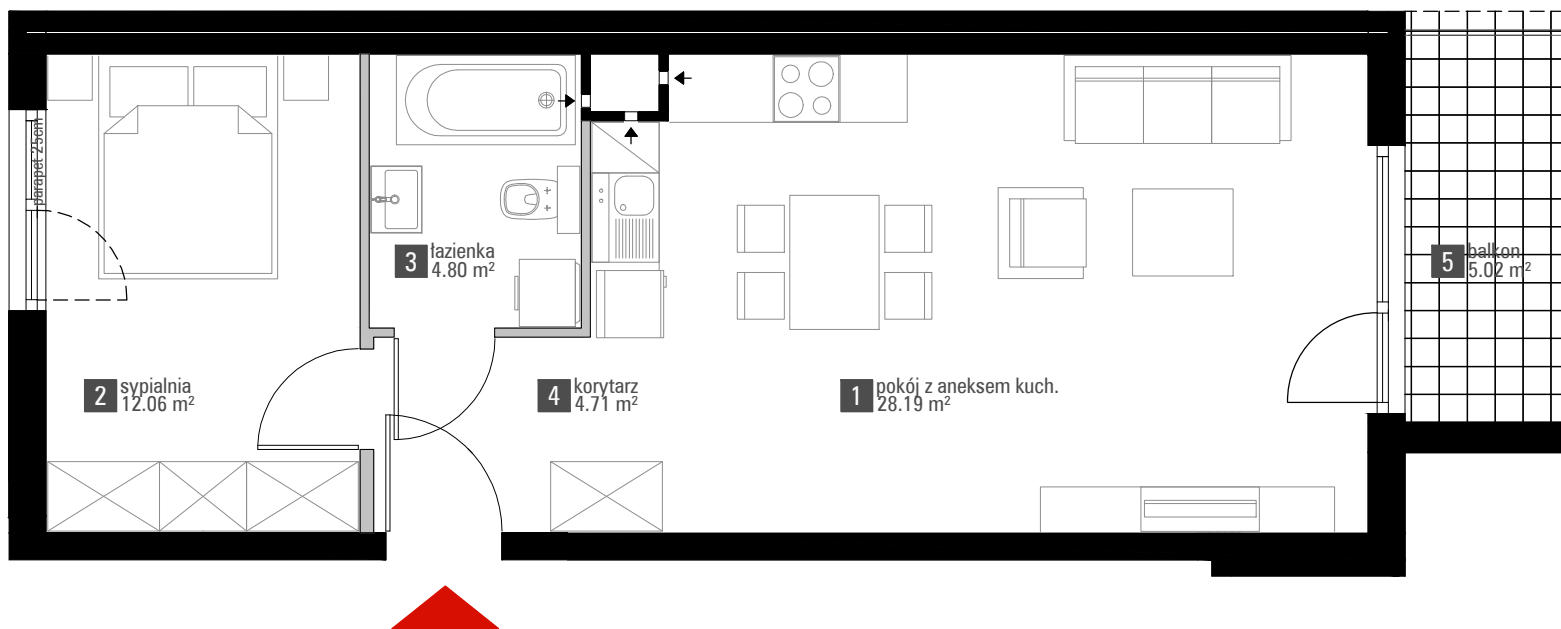 parapet 25cm
3 łazienka
4.80 m²
5 balkon
5.02 m²
2 sypialnia
12.06 m²
4 korytarz
4.71 m²
1 pokój z aneksem kuch.
28.19 m²